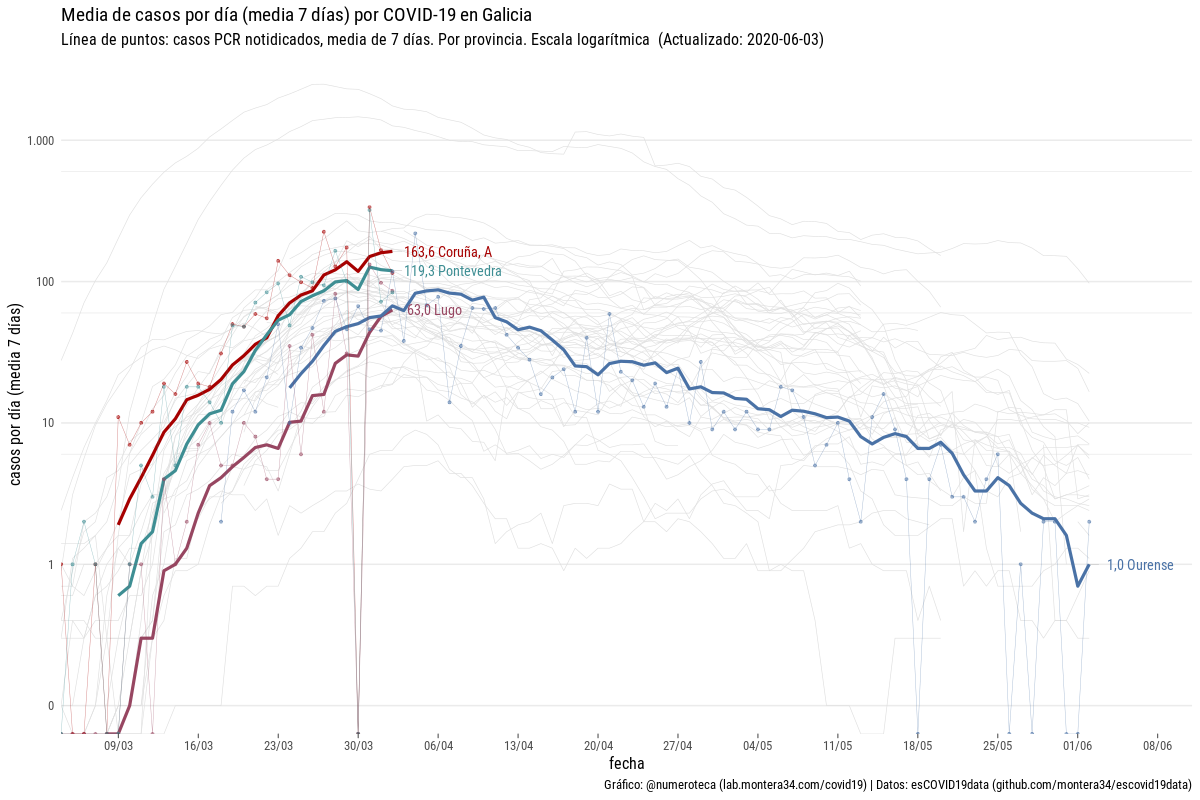 Media de casos por día (media 7 días) por COVID-19 en Galicia
Línea de puntos: casos PCR notidicados, media de 7 días. Por provincia. Escala logarítmica (Actualizado: 2020-06-03)
casos por día (media 7 días)
1.000
100
10
1
0
163,6 Coruña, A
119,3 Pontevedra
63,0 Lugo
1,0 Ourense
09/03 16/03 23/03 30/03 06/04 13/04 20/04 27/04 04/05 11/05 18/05 25/05 01/06 08/06
fecha
Gráfico: @numeroteca (lab.montera34.com/covid19) | Datos: esCOVID19data (github.com/montera34/escovid19data)